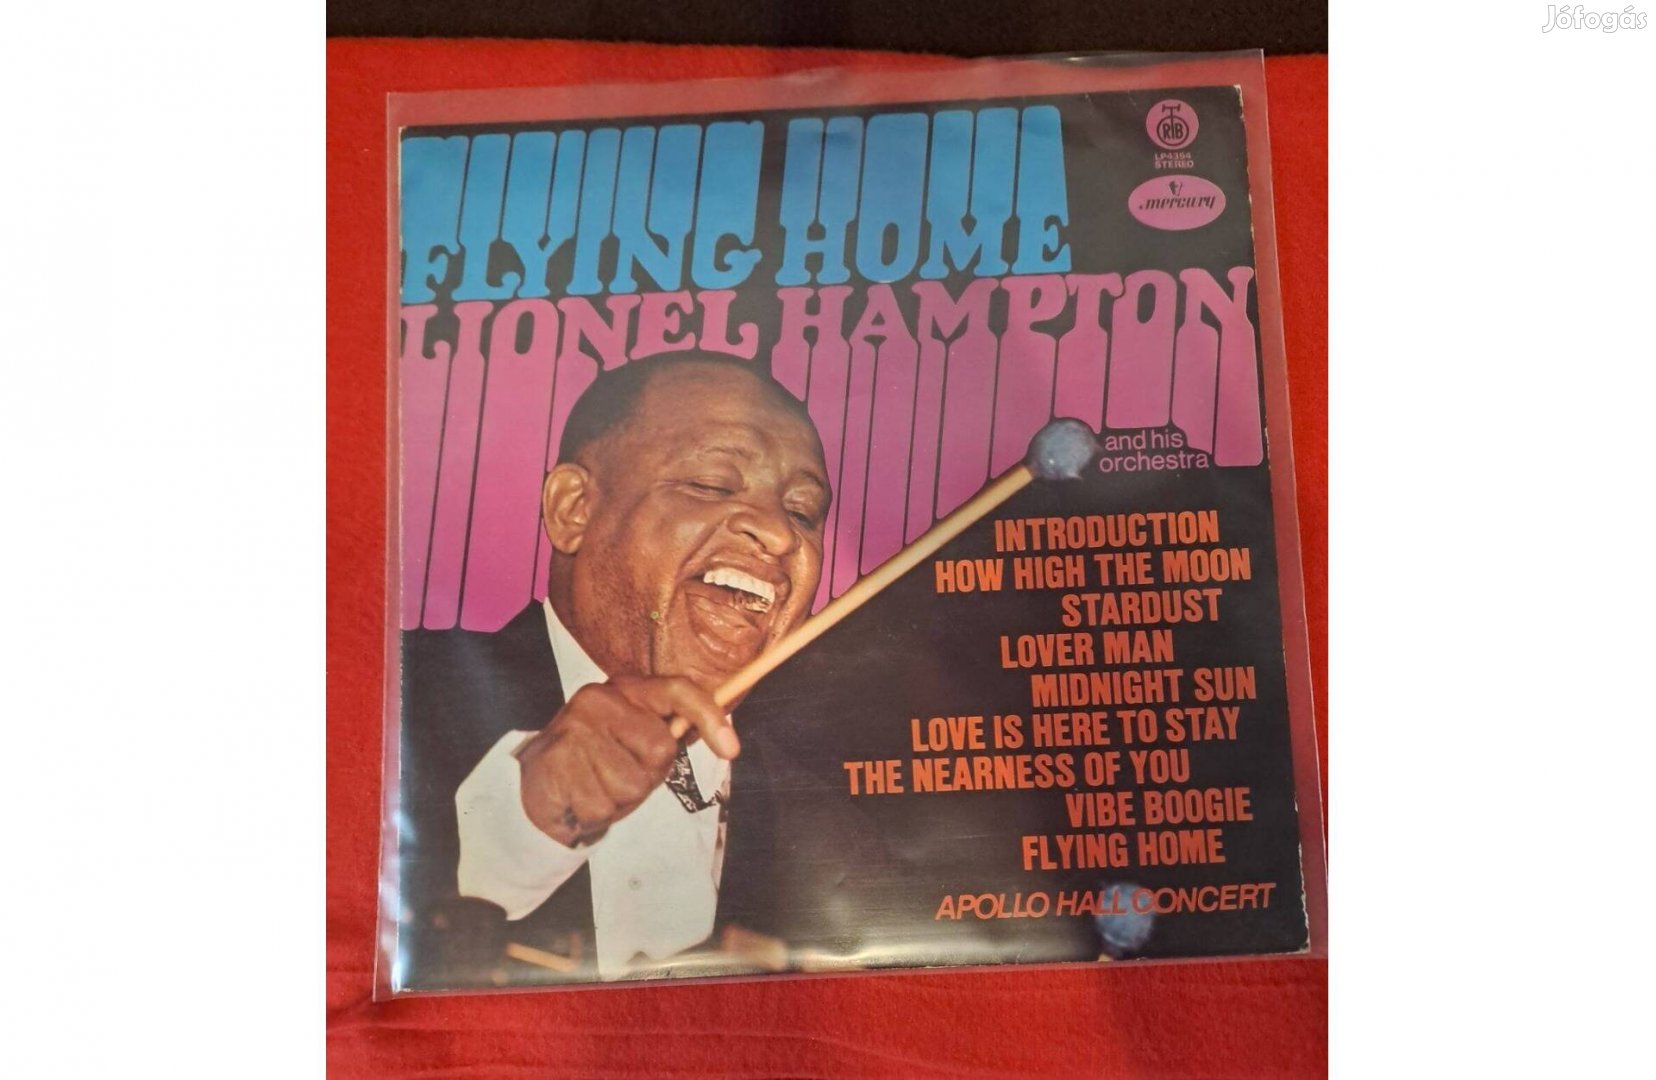 Jófogás
RTB
LP4354
STEREO
mercury
FLYING HOME
LIONEL HAMPTON
and his
orchestra
INTRODUCTION
HOW HIGH THE MOON
STARDUST
LOVER MAN
MIDNIGHT SUN
LOVE IS HERE TO STAY
THE NEARNESS OF YOU
VIBE BOOGIE
FLYING HOME
APOLLO HALL CONCERT